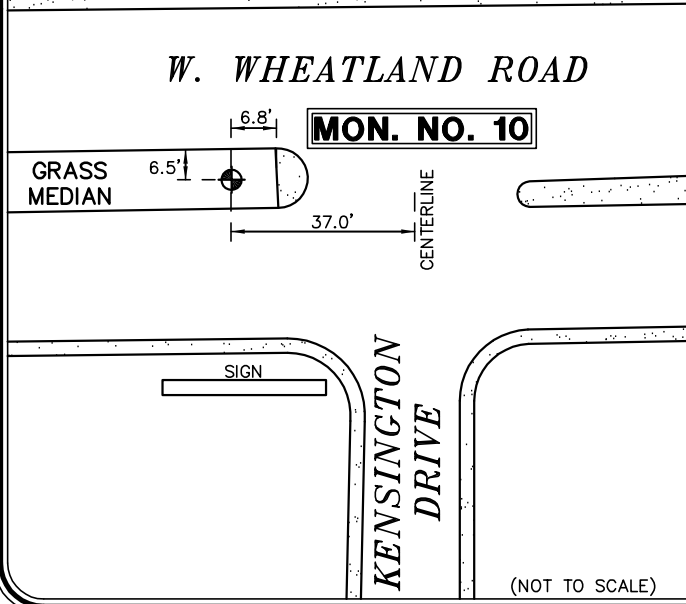 W. WHEATLAND ROAD
6.8'
MON. NO. 10
GRASS
MEDIAN
6.5'
37.0'
CENTERLINE
SIGN
KENSINGTON
DRIVE
(NOT TO SCALE)